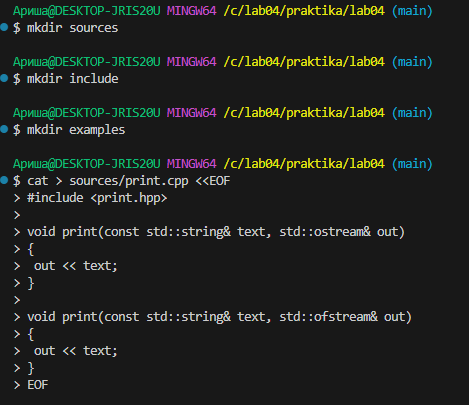 Ариша@DESKTOP-JRIS20U MINGW64 /c/lab04/praktika/lab04 (main)
$ mkdir sources
Ариша@DESKTOP-JRIS20U MINGW64 /c/lab04/praktika/lab04 (main)
$ mkdir include
Ариша@DESKTOP-JRIS20U MINGW64 /c/lab04/praktika/lab04 (main)
$ mkdir examples
Ариша@DESKTOP-JRIS20U MINGW64 /c/lab04/praktika/lab04 (main)
$ cat > sources/print.cpp <<EOF
> #include <print.hpp>
>
> void print(const std::string& text, std::ostream& out)
> {
>  out << text;
> }
>
> void print(const std::string& text, std::ofstream& out)
> {
>  out << text;
> }
> EOF